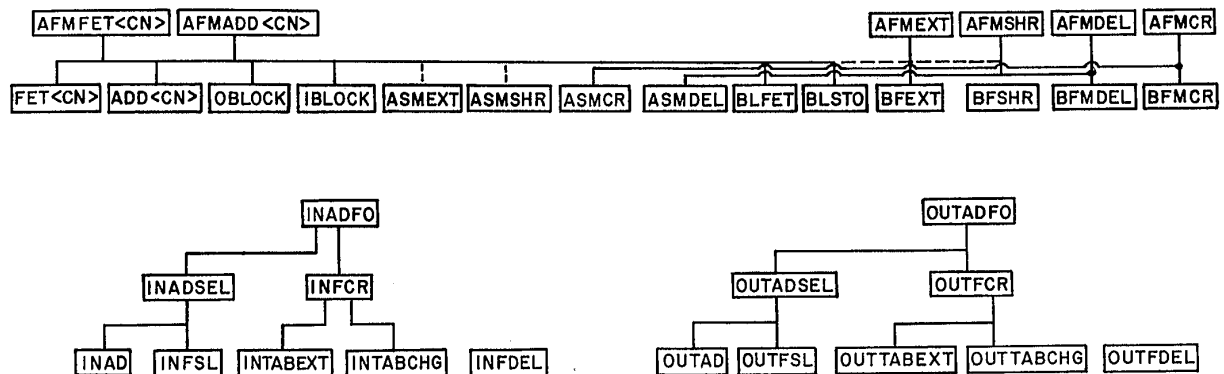 AFMFET<CN> AFMADD<CN> AFMEXT AFMSHR AFMDEL AFMCR
FET<CN> ADD<CN> OBLOCK IBLOCK ASMEXT ASMSHR ASMCR ASMDEL BLFET BLSTO BFEXT BFSHR BFMDEL BFMCR
INADFO OUTADFO
INADSEL INFCR OUTADSEL OUTFCR
INAD INFSL INTABEXT INTABCHG INFDEL OUTAD OUTFSL OUTTABEXT OUTTABCHG OUTFDEL